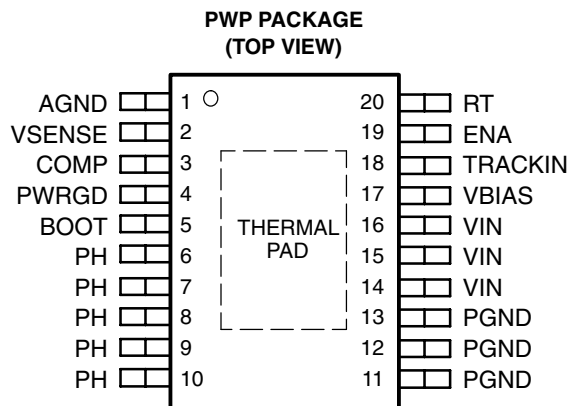 PWP PACKAGE
(TOP VIEW)
AGND 1 20 RT
VSENSE 2 19 ENA
COMP 3 18 TRACKIN
PWRGD 4 17 VBIAS
BOOT 5 16 VIN
PH 6 15 VIN
PH 7 14 VIN
PH 8 13 PGND
PH 9 12 PGND
PH 10 11 PGND
THERMAL
PAD